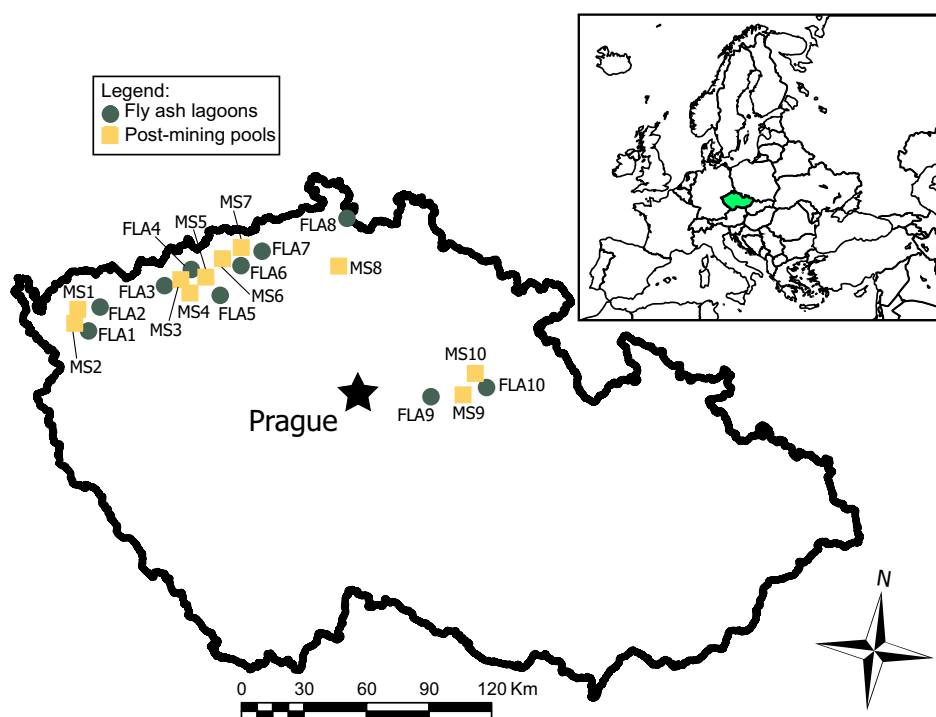 Legend:
Fly ash lagoons
Post-mining pools
MS7
MS5
FLA4
FLA8
FLA7
MS8
FLA6
FLA3
MS6
MS1
FLA2
FLA5
MS4
MS3
FLA1
MS2
MS10
FLA10
FLA9
MS9
Prague
N
0 30 60 90 120 Km